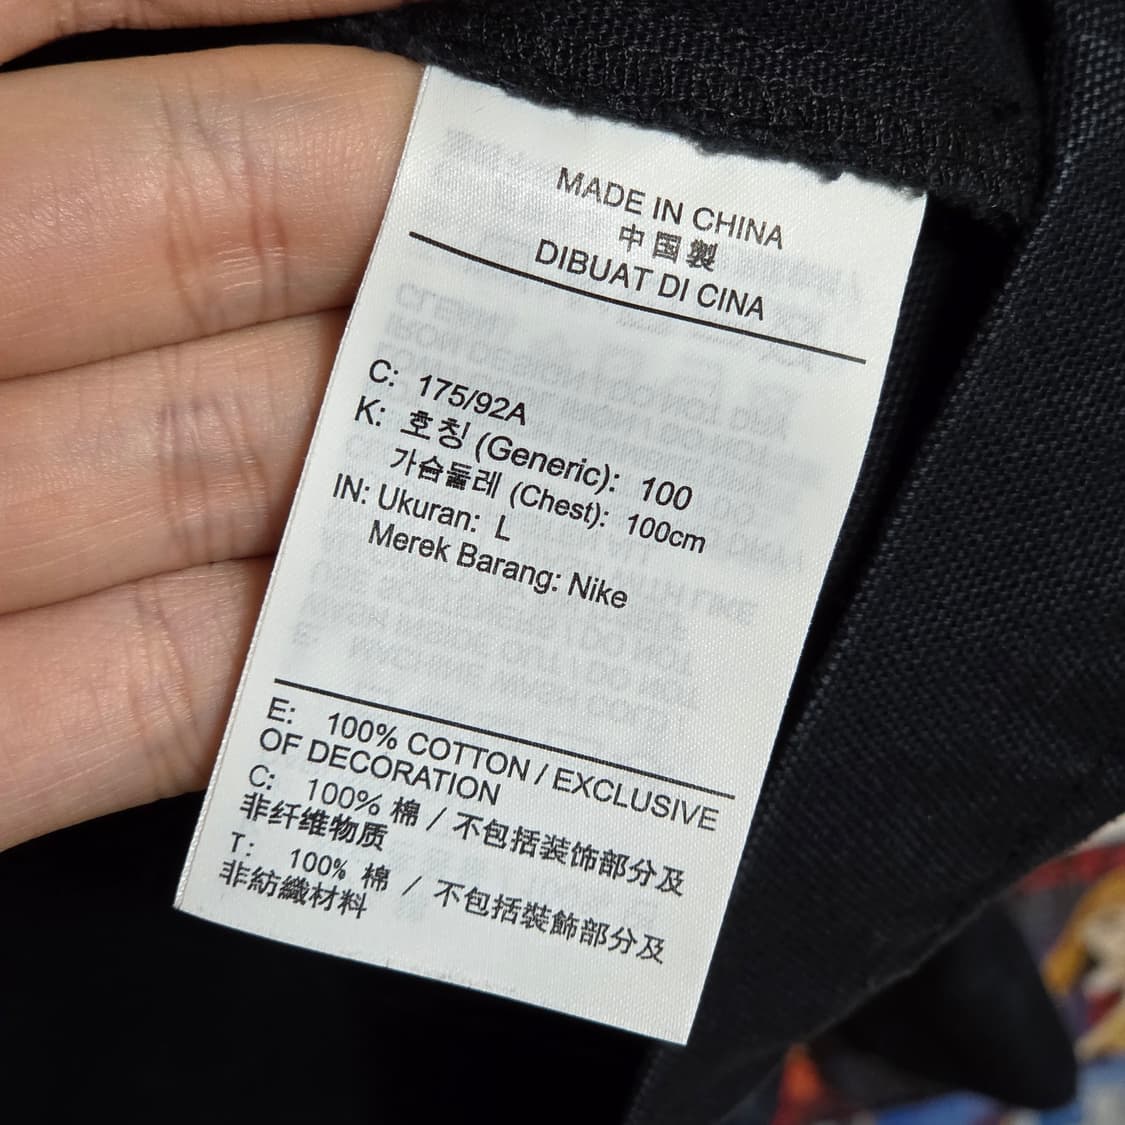 MADE IN CHINA
中国製
DIBUAT DI CINA
C: 175/92A
K: 호칭 (Generic): 100
가슴둘레 (Chest): 100cm
IN: Ukuran: L
Merek Barang: Nike
E: 100% COTTON / EXCLUSIVE
OF DECORATION
C: 100% 棉 / 不包括装饰部分及
非纤维物质
T: 100% 棉 / 不包括裝飾部分及
非紡織材料